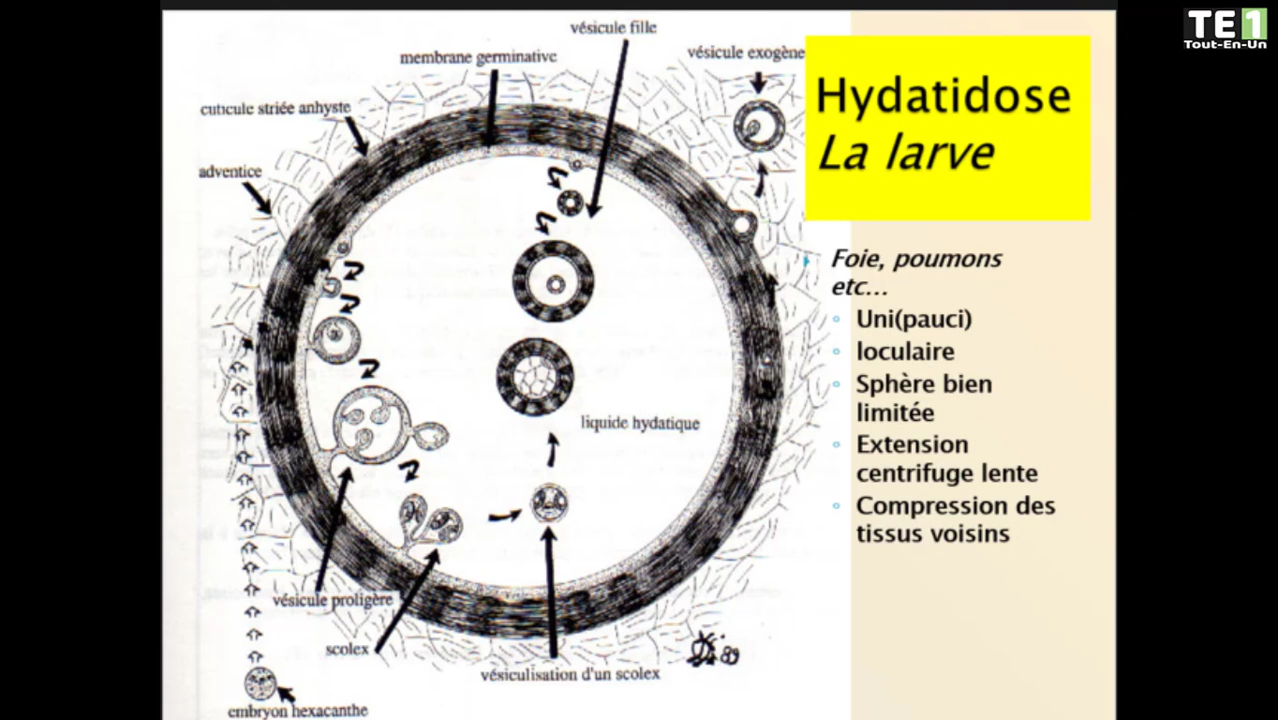 TE1
Tout-En-Un
vésicule fille
membrane germinative
vésicule exogène
cuticule striée anhyste
adventice
Hydatidose
La larve
Foie, poumons
etc...
Uni(pauci)
loculaire
Sphère bien
limitée
Extension
centrifuge lente
Compression des
tissus voisins
liquide hydatique
vésicule proligère
scolex
vésiculisation d'un scolex
embryon hexacanthe
89